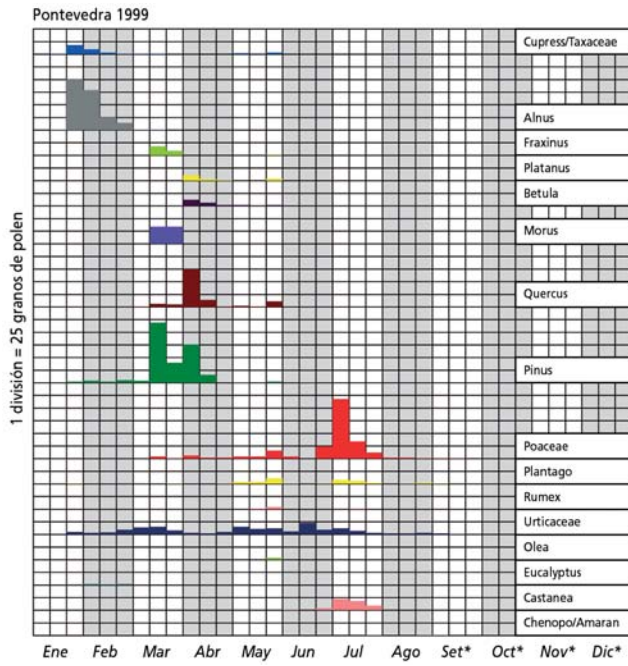 Pontevedra 1999
1 división = 25 granos de polen
Cupress/Taxaceae
Alnus
Fraxinus
Platanus
Betula
Morus
Quercus
Pinus
Poaceae
Plantago
Rumex
Urticaceae
Olea
Eucalyptus
Castanea
Chenopo/Amaran
Ene Feb Mar Abr May Jun Jul Ago Set* Oct* Nov* Dic*